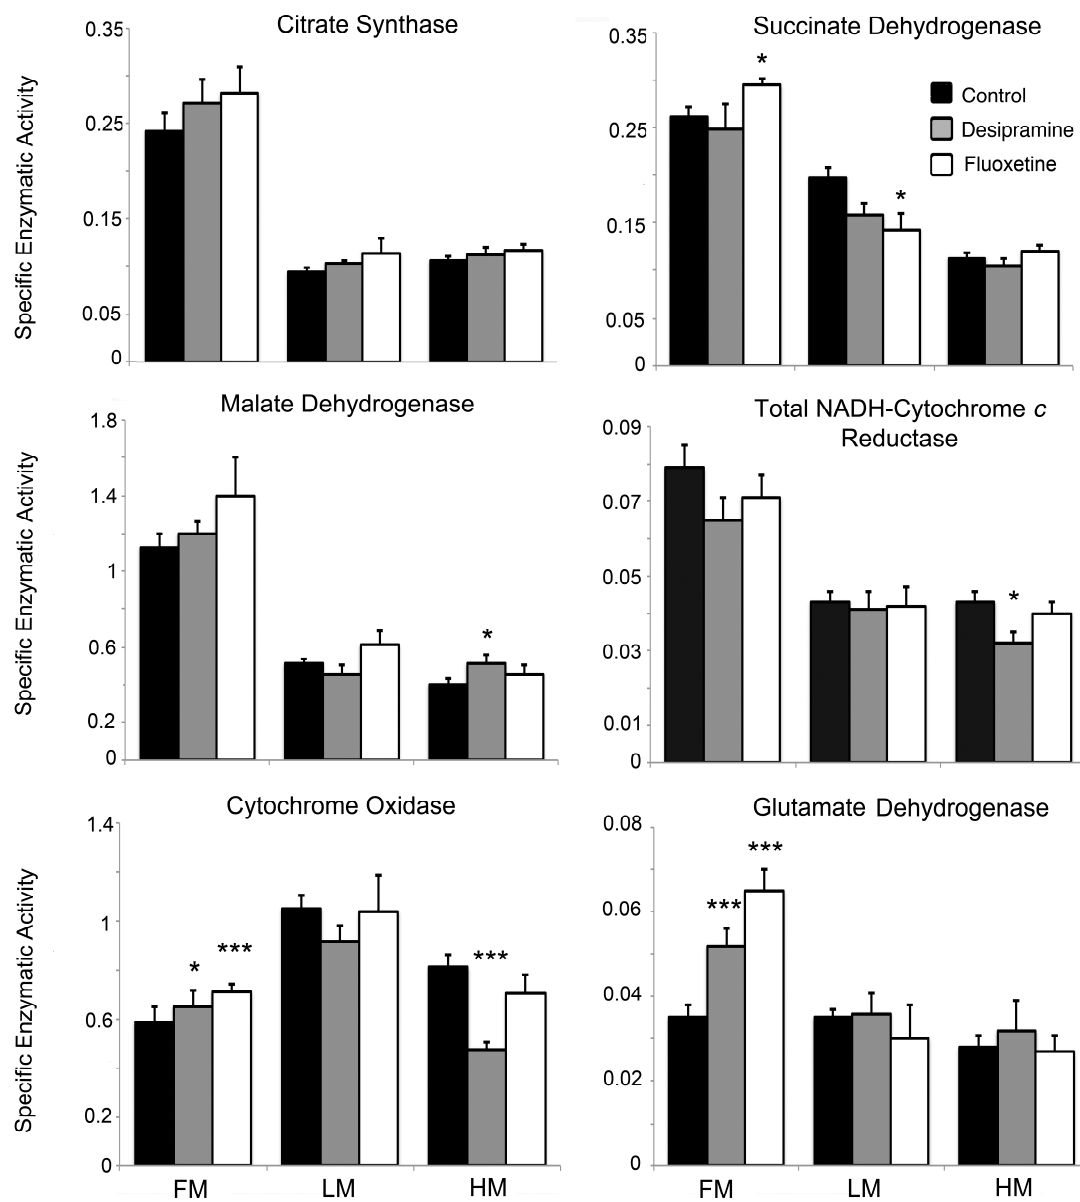 Citrate Synthase
0.35
0.25
0.15
0.05
0
Specific Enzymatic Activity
Succinate Dehydrogenase
0.35
0.25
0.15
0.05
0
*
*
Control
Desipramine
Fluoxetine
Malate Dehydrogenase
1.8
1.4
1
0.6
0.2
0
Specific Enzymatic Activity
*
Total NADH-Cytochrome c
Reductase
0.09
0.07
0.05
0.03
0.01
0
*
Cytochrome Oxidase
1.4
1
0.6
0.2
0
Specific Enzymatic Activity
*
***
***
FM LM HM
Glutamate Dehydrogenase
0.08
0.06
0.04
0.02
0
***
***
FM LM HM